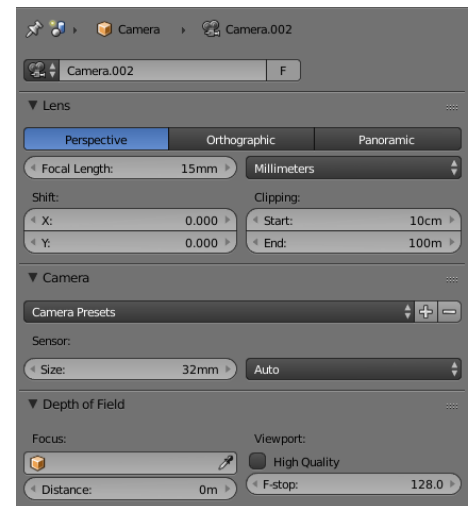 Camera Camera.002
Camera.002 F
Lens
Perspective Orthographic Panoramic
Focal Length: 15mm Millimeters
Shift: Clipping:
X: 0.000 Start: 10cm
Y: 0.000 End: 100m
Camera
Camera Presets
Sensor:
Size: 32mm Auto
Depth of Field
Focus: Viewport:
High Quality
Distance: 0m F-stop: 128.0